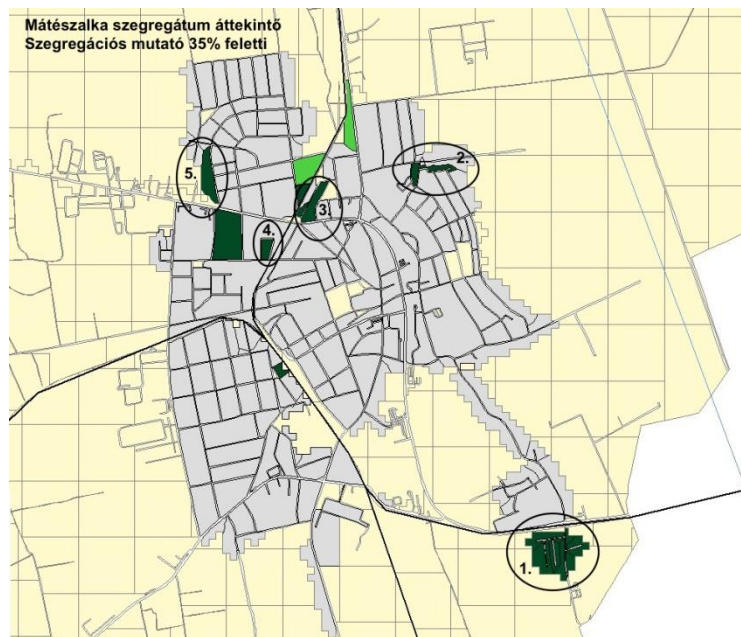 Mátészalka szegregátum áttekintő
Szegregációs mutató 35% feletti
2.
5.
3.
4.
1.